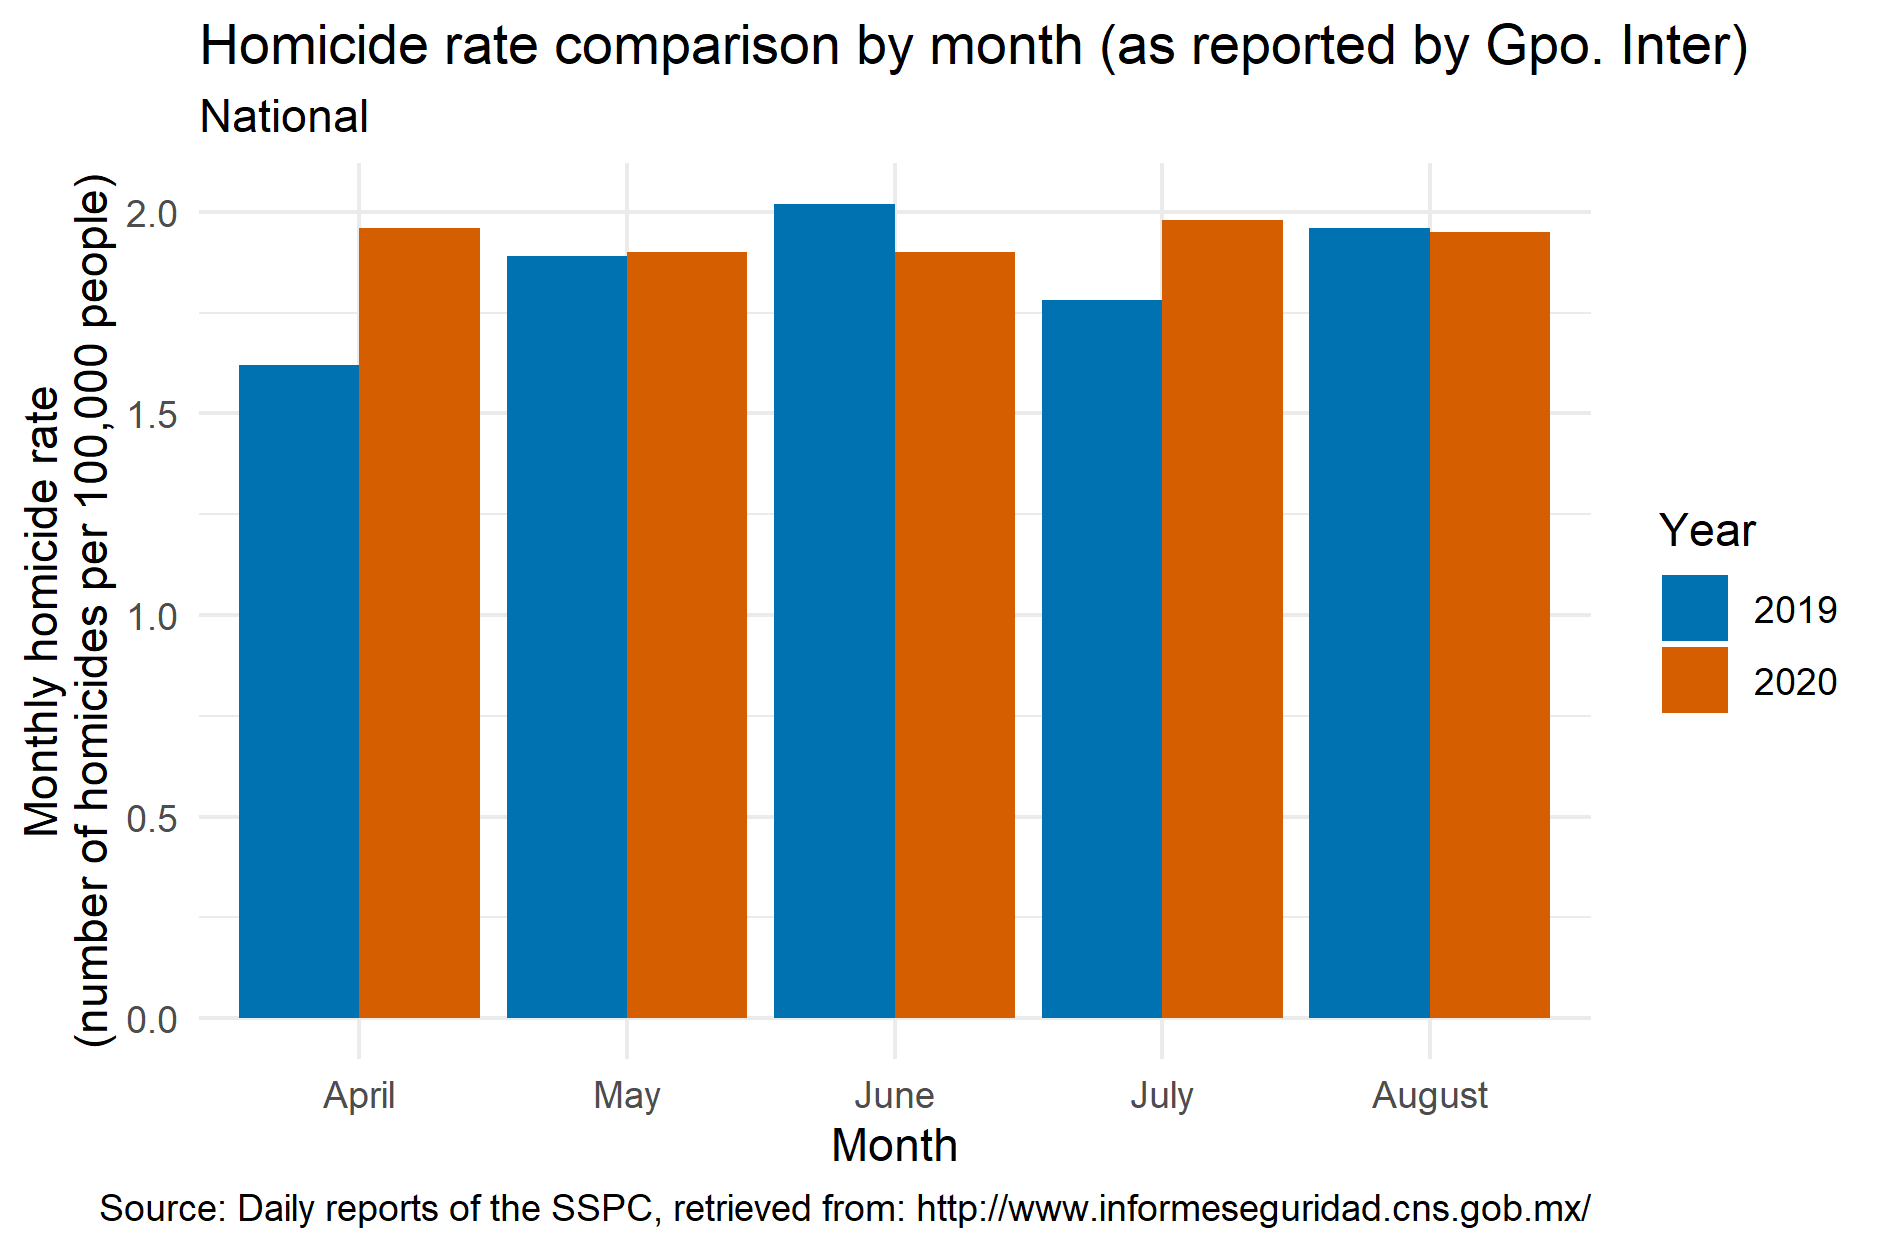 Homicide rate comparison by month (as reported by Gpo. Inter)
National
Monthly homicide rate
(number of homicides per 100,000 people)
2.0
1.5
1.0
0.5
0.0
April
May
June
July
August
Month
Year
2019
2020
Source: Daily reports of the SSPC, retrieved from: http://www.informeseguridad.cns.gob.mx/